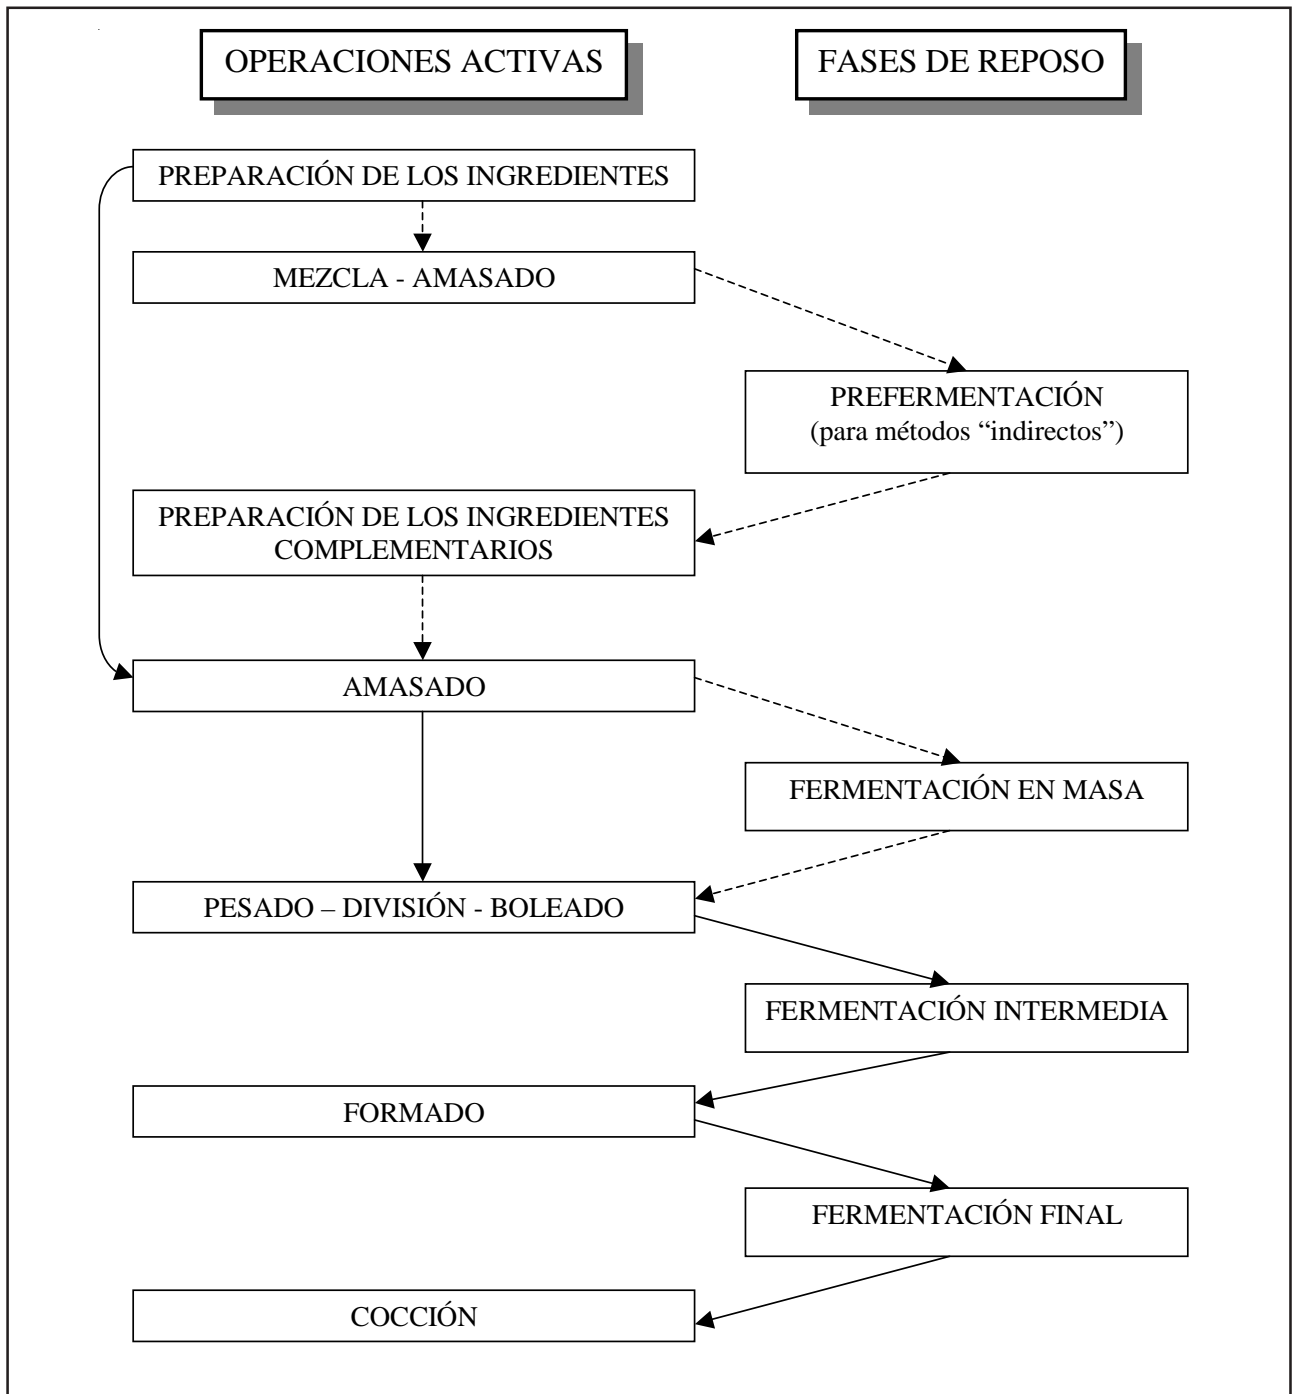 OPERACIONES ACTIVAS
FASES DE REPOSO
PREPARACIÓN DE LOS INGREDIENTES
MEZCLA - AMASADO
PREFERMENTACIÓN
(para métodos “indirectos”)
PREPARACIÓN DE LOS INGREDIENTES
COMPLEMENTARIOS
AMASADO
FERMENTACIÓN EN MASA
PESADO – DIVISIÓN - BOLEADO
FERMENTACIÓN INTERMEDIA
FORMADO
FERMENTACIÓN FINAL
COCCIÓN